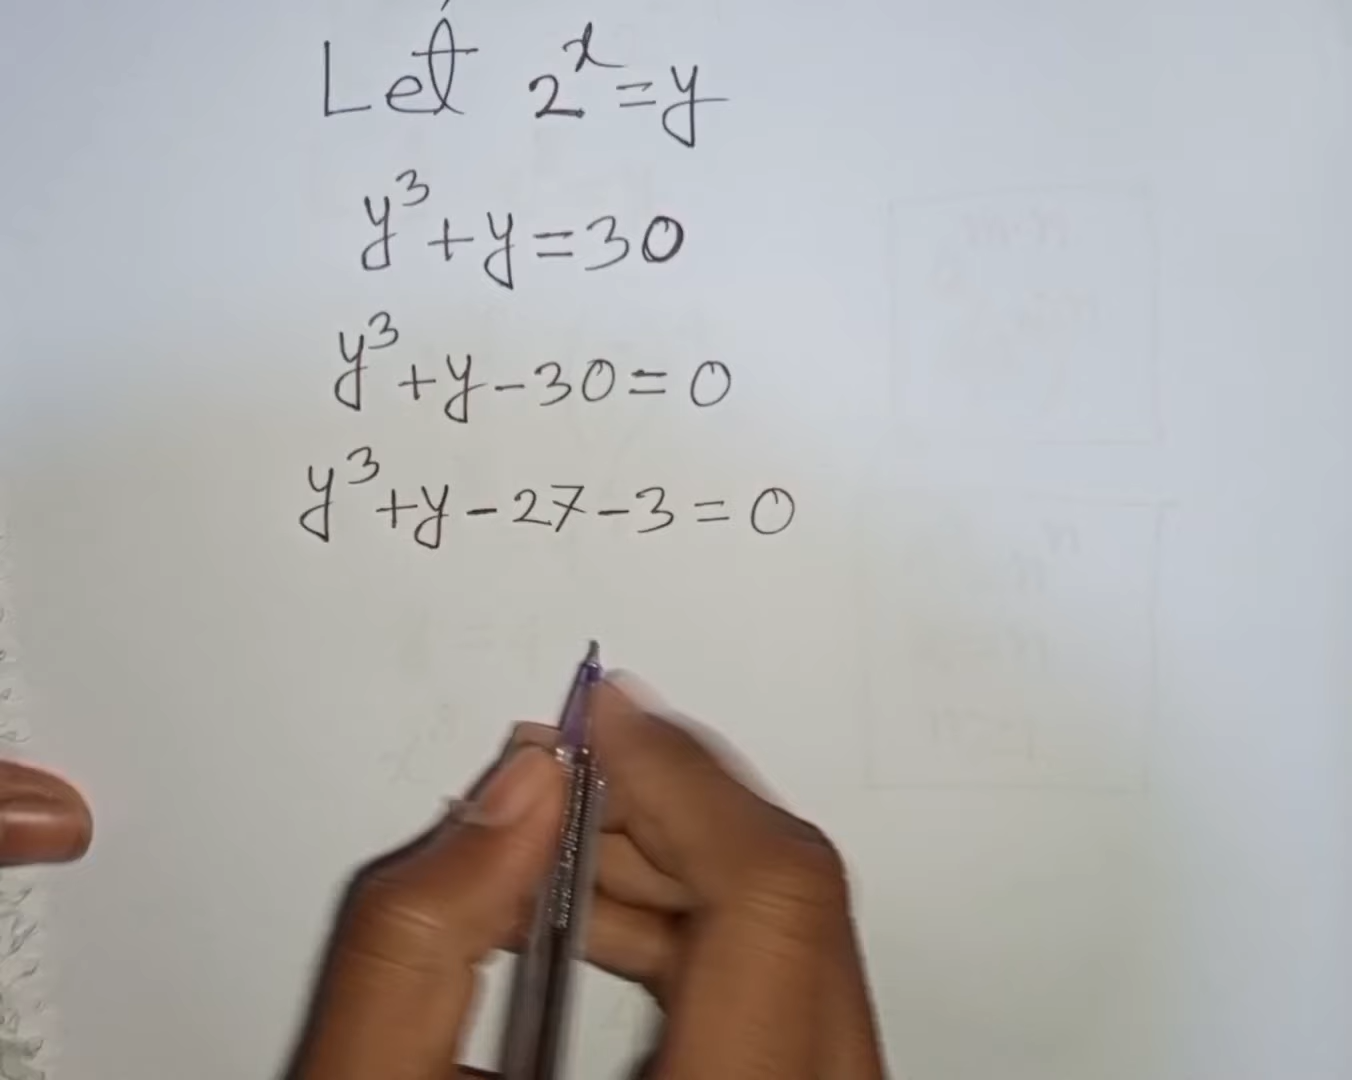 Let 2^x = y
y^3 + y = 30
y^3 + y - 30 = 0
y^3 + y - 27 - 3 = 0